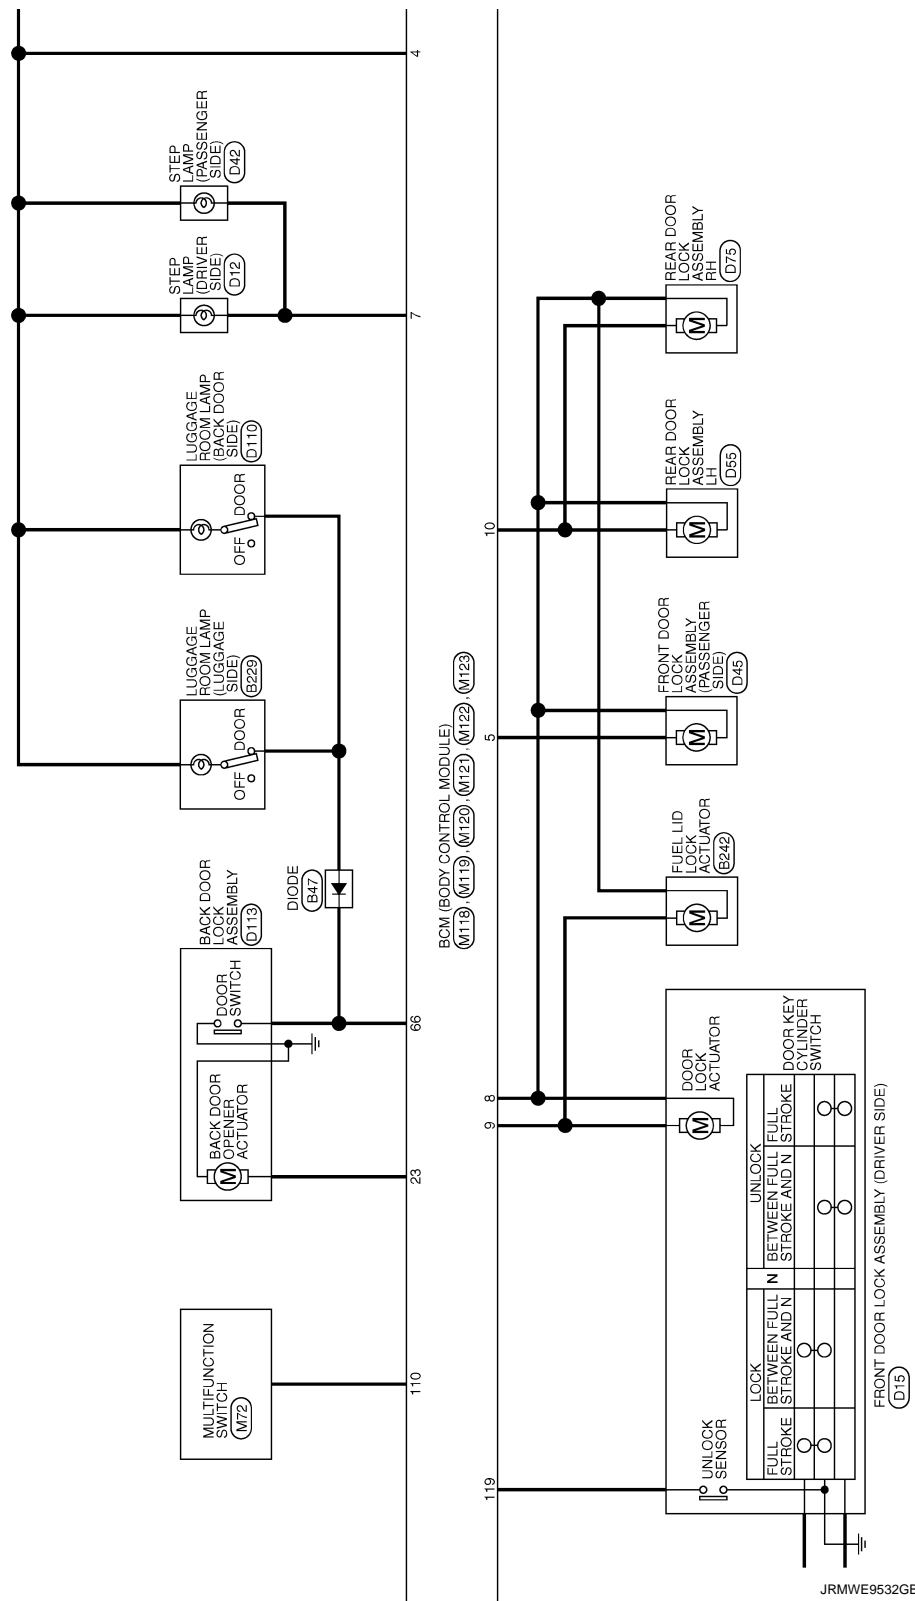 MULTIFUNCTION
SWITCH
M72
110
BACK DOOR
LOCK
ASSEMBLY
D113
BACK DOOR
OPENER
ACTUATOR
M
DOOR
SWITCH
23
66
DIODE
B47
LUGGAGE
ROOM LAMP
(LUGGAGE
SIDE)
B229
OFF
DOOR
LUGGAGE
ROOM LAMP
(BACK DOOR
SIDE)
D110
OFF
DOOR
STEP
LAMP
(DRIVER
SIDE)
D12
STEP
LAMP
(PASSENGER
SIDE)
D42
7
4
BCM (BODY CONTROL MODULE)
M118 , M119 , M120 , M121 , M122 , M123
119
9
8
5
10
UNLOCK
SENSOR
M
DOOR
LOCK
ACTUATOR
LOCK
N
UNLOCK
FULL
STROKE
BETWEEN FULL
STROKE AND N
BETWEEN FULL
STROKE AND N
FULL
STROKE
DOOR KEY
CYLINDER
SWITCH
FRONT DOOR LOCK ASSEMBLY (DRIVER SIDE)
D15
M
FUEL LID
LOCK
ACTUATOR
B242
M
FRONT DOOR
LOCK
ASSEMBLY
(PASSENGER
SIDE)
D45
M
REAR DOOR
LOCK
ASSEMBLY
LH
D55
M
REAR DOOR
LOCK
ASSEMBLY
RH
D75